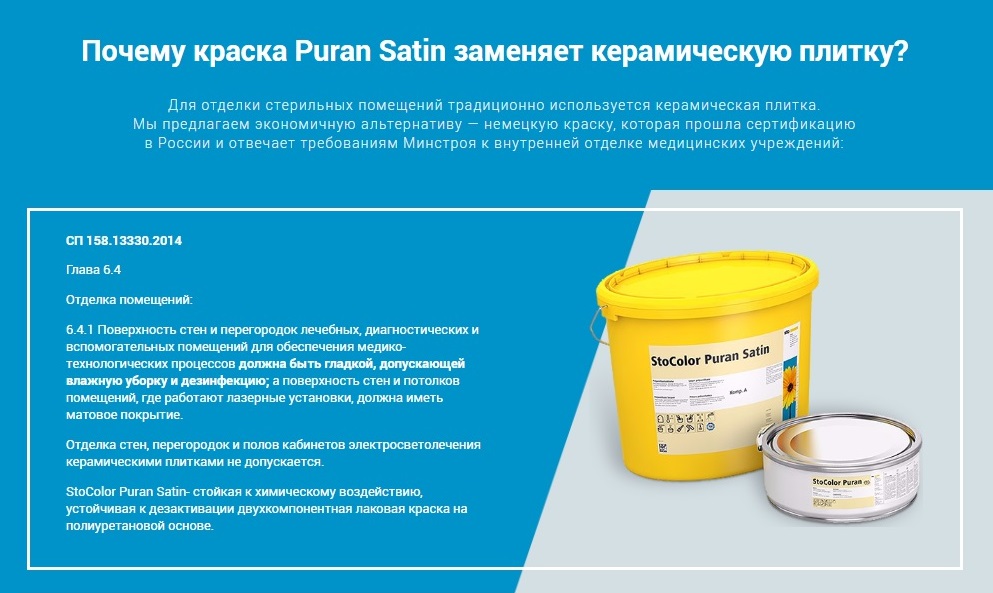 Почему краска Puran Satin заменяет керамическую плитку?
Для отделки стерильных помещений традиционно используется керамическая плитка.
Мы предлагаем экономичную альтернативу — немецкую краску, которая прошла сертификацию
в России и отвечает требованиям Минстроя к внутренней отделке медицинских учреждений:
СП 158.13330.2014
Глава 6.4
Отделка помещений:
6.4.1 Поверхность стен и перегородок лечебных, диагностических и
вспомогательных помещений для обеспечения медико-
технологических процессов должна быть гладкой, допускающей
влажную уборку и дезинфекцию; а поверхность стен и потолков
помещений, где работают лазерные установки, должна иметь
матовое покрытие.
Отделка стен, перегородок и полов кабинетов электросветолечения
керамическими плитками не допускается.
StoColor Puran Satin- стойкая к химическому воздействию,
устойчивая к дезактивации двухкомпонентная лаковая краска на
полиуретановой основе.
StoColor Puran Satin
Komp. A
StoColor Puran